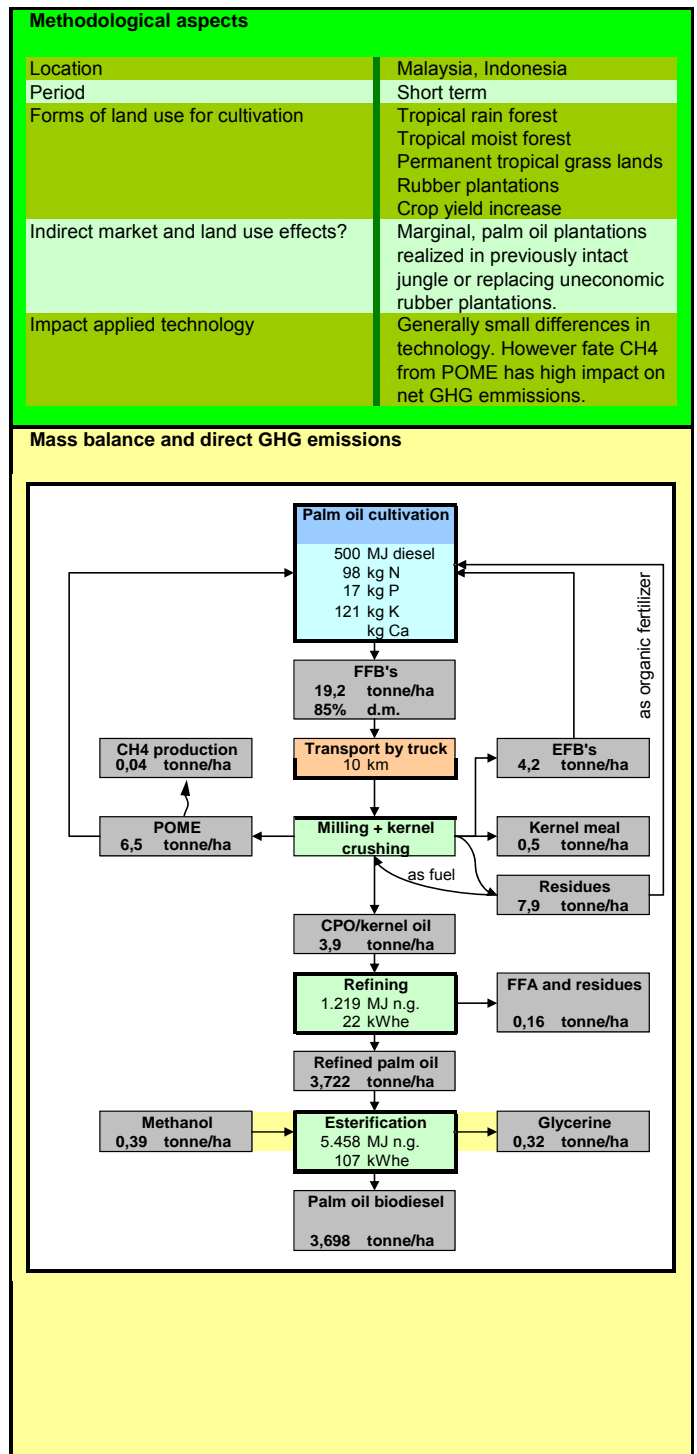 Methodological aspects
Location Malaysia, Indonesia
Period Short term
Forms of land use for cultivation Tropical rain forest
Tropical moist forest
Permanent tropical grass lands
Rubber plantations
Crop yield increase
Indirect market and land use effects? Marginal, palm oil plantations
realized in previously intact
jungle or replacing uneconomic
rubber plantations.
Impact applied technology Generally small differences in
technology. However fate CH4
from POME has high impact on
net GHG emmissions.
Mass balance and direct GHG emissions
Palm oil cultivation
500 MJ diesel
98 kg N
17 kg P
121 kg K
kg Ca
as organic fertilizer
FFB's
19,2 tonne/ha
85% d.m.
CH4 production
0,04 tonne/ha
Transport by truck
10 km
EFB's
4,2 tonne/ha
POME
6,5 tonne/ha
Milling + kernel
crushing
Kernel meal
0,5 tonne/ha
as fuel
Residues
7,9 tonne/ha
CPO/kernel oil
3,9 tonne/ha
Refining
1.219 MJ n.g.
22 kWhe
FFA and residues
0,16 tonne/ha
Refined palm oil
3,722 tonne/ha
Methanol
0,39 tonne/ha
Esterification
5.458 MJ n.g.
107 kWhe
Glycerine
0,32 tonne/ha
Palm oil biodiesel
3,698 tonne/ha